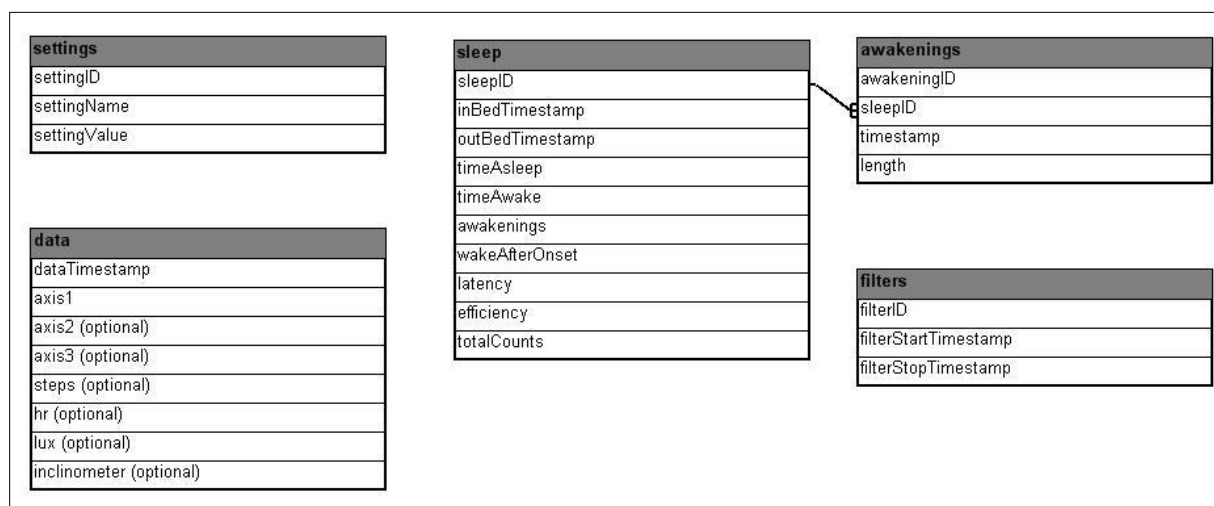 settings
settingID
settingName
settingValue
data
dataTimestamp
axis1
axis2 (optional)
axis3 (optional)
steps (optional)
hr (optional)
lux (optional)
inclinometer (optional)
sleep
sleepID
inBedTimestamp
outBedTimestamp
timeAsleep
timeAwake
awakenings
wakeAfterOnset
latency
efficiency
totalCounts
awakenings
awakeningID
sleepID
timestamp
length
filters
filterID
filterStartTimestamp
filterStopTimestamp